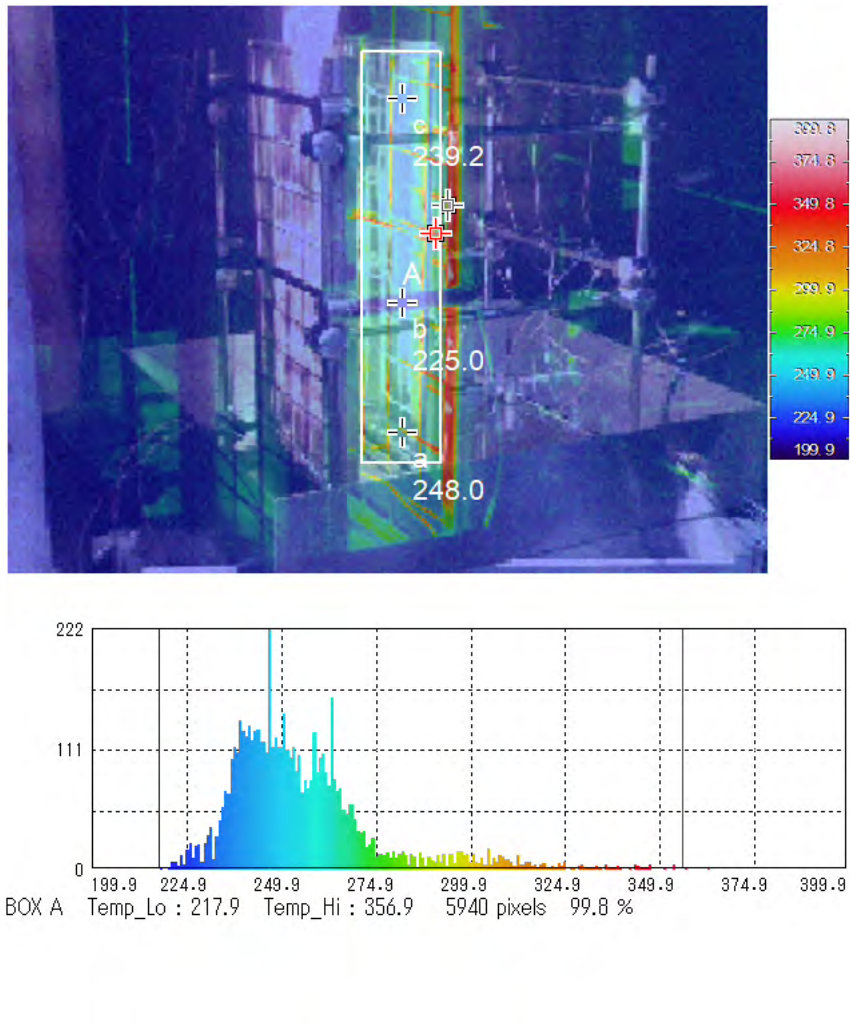 c
239.2
A
b
225.0
a
248.0
399.8
374.8
349.8
324.8
299.9
274.9
249.9
224.9
199.9
222
111
0
199.9 224.9 249.9 274.9 299.9 324.9 349.9 374.9 399.9
BOX A Temp_Lo : 217.9 Temp_Hi : 356.9 5940 pixels 99.8 %